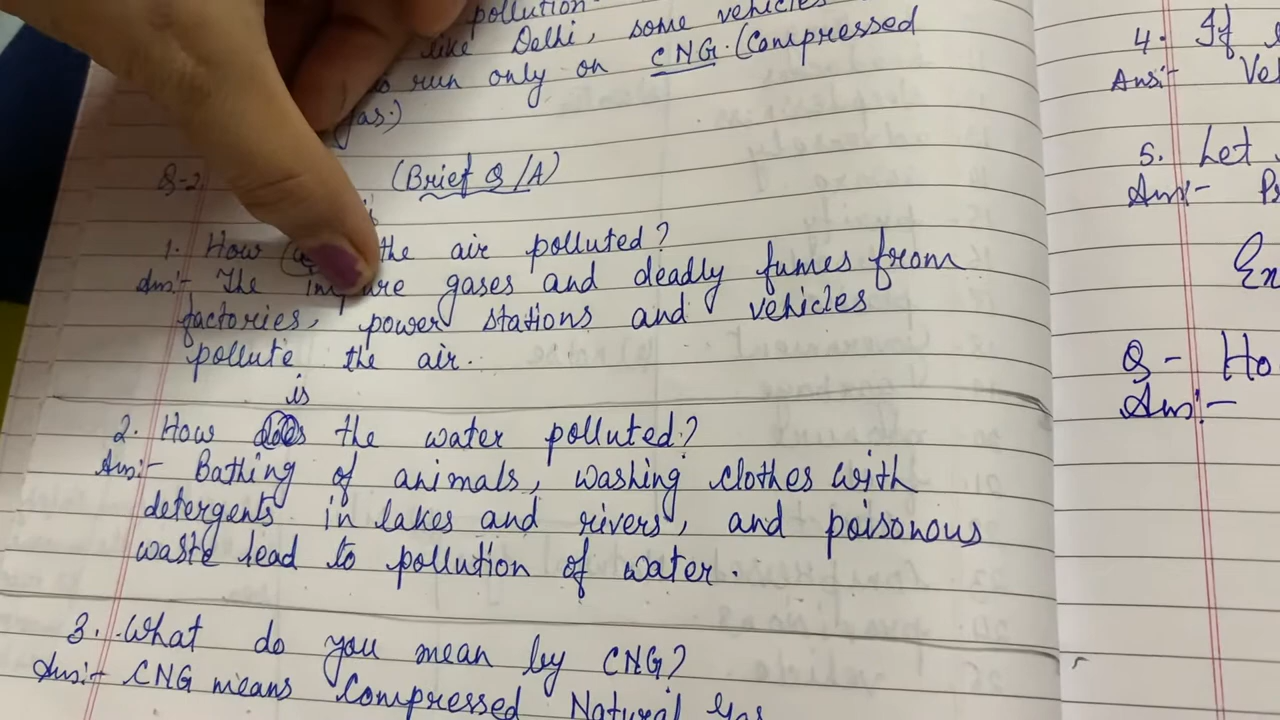 pollution
like Delhi, some vehicles
run only on CNG. (Compressed
gas.)
Q-2. (Brief Q/A)
is
1. How the air polluted?
Ans:- The impure gases and deadly fumes from
factories, power stations and vehicles
pollute the air.
is
2. How the water polluted?
Ans:- Bathing of animals, washing clothes with
detergents in lakes and rivers, and poisonous
waste lead to pollution of water.
3. What do you mean by CNG?
Ans:- CNG means Compressed Natural Gas
4. If
Ans:-
5. Let
Ans:-
Q-
Ans:-